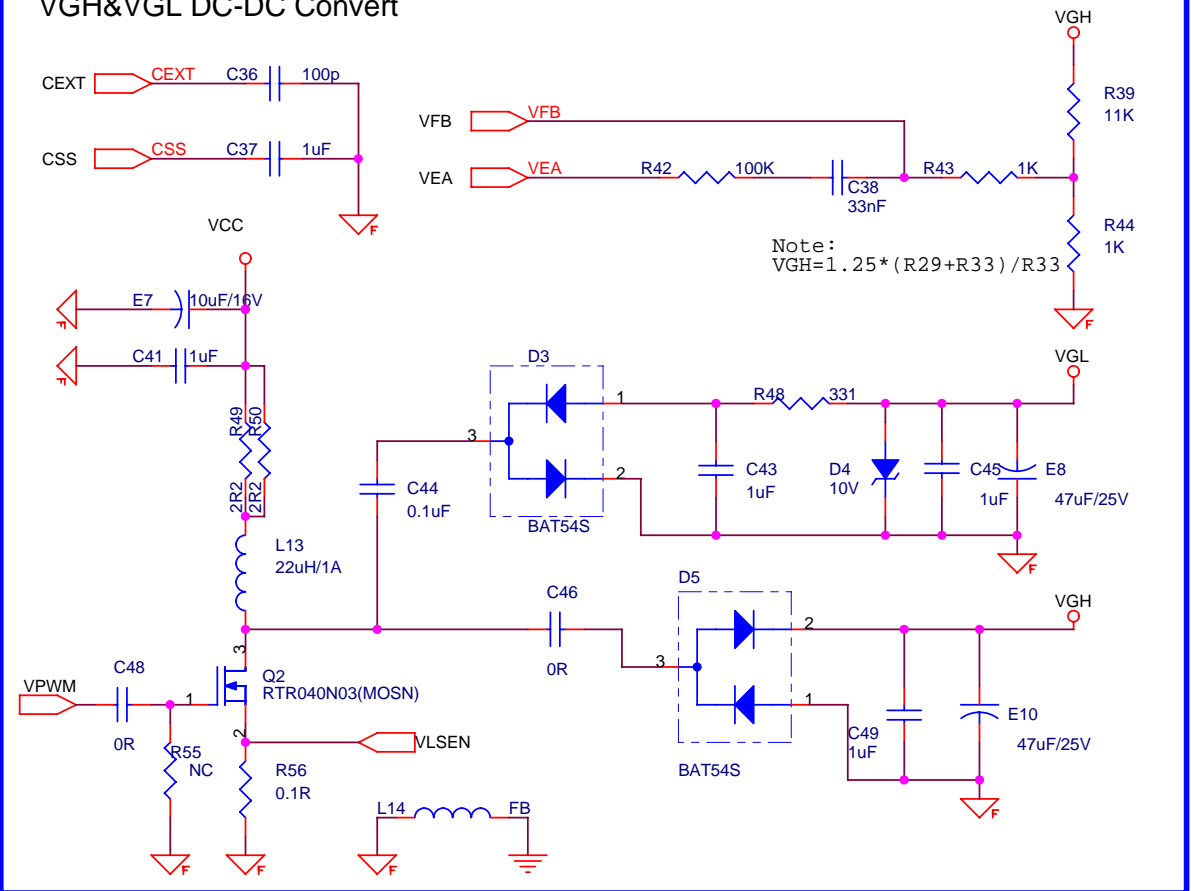 VGH&VGL DC-DC Convert
VGH
CEXT CEXT C36 100p
R39
11K
VFB VFB
CSS CSS C37 1uF
VEA VEA R42 100K C38 33nF R43 1K
R44
1K
F
VCC
Note:
VGH=1.25*(R29+R33)/R33
E7 10uF/16V
F
F
C41 1uF
F
D3
VGL
R49 2R2
R50 2R2
1
R48 331
3
2
C44
0.1uF
C43
1uF
D4
10V
C45
1uF
E8
47uF/25V
BAT54S
L13
22uH/1A
F
D5
C46
0R
VGH
2
3
1
C48
0R
3
Q2
RTR040N03(MOSN)
VPWM
1
2
VLSEN
C49
1uF
E10
47uF/25V
R55
NC
R56
0.1R
BAT54S
L14 FB
F
F
F
F